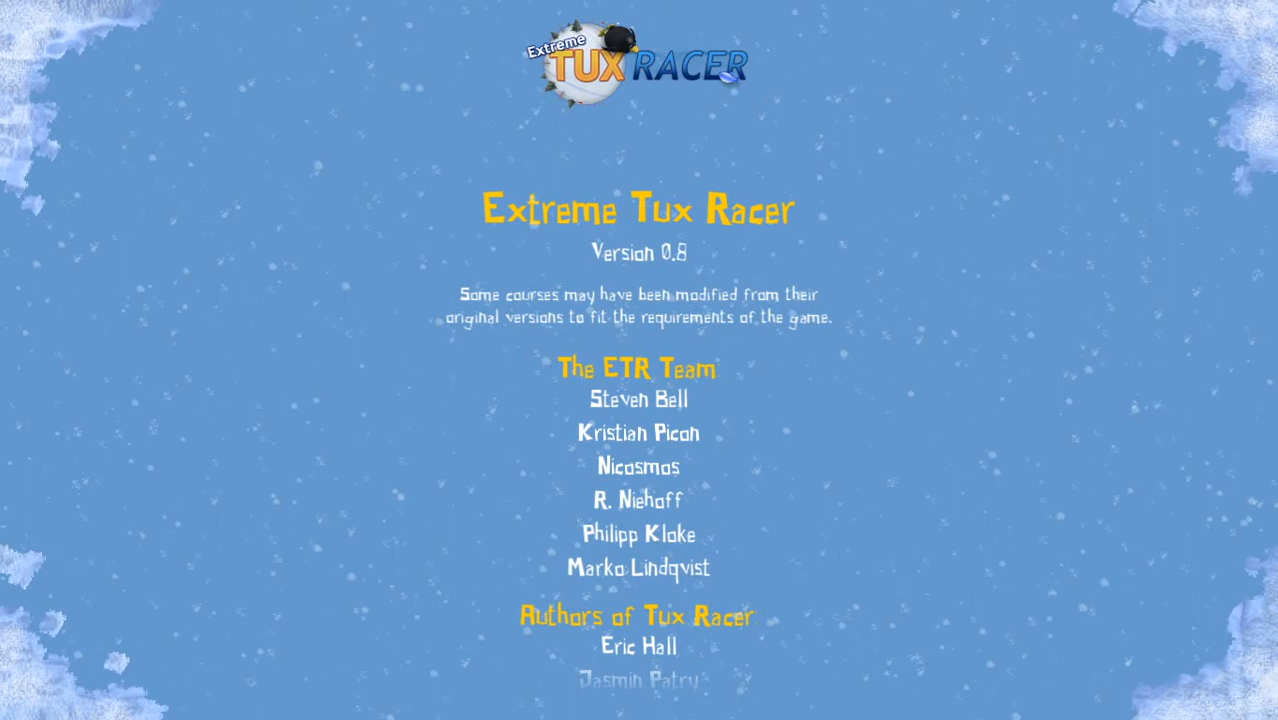 Extreme
TUX RACER
Extreme Tux Racer
Version 0.8
Some courses may have been modified from their
original versions to fit the requirements of the game.
The ETR Team
Steven Bell
Kristian Picon
Nicosmos
R. Niehoff
Philipp Kloke
Marko Lindqvist
Authors of Tux Racer
Eric Hall
Jasmin Patry